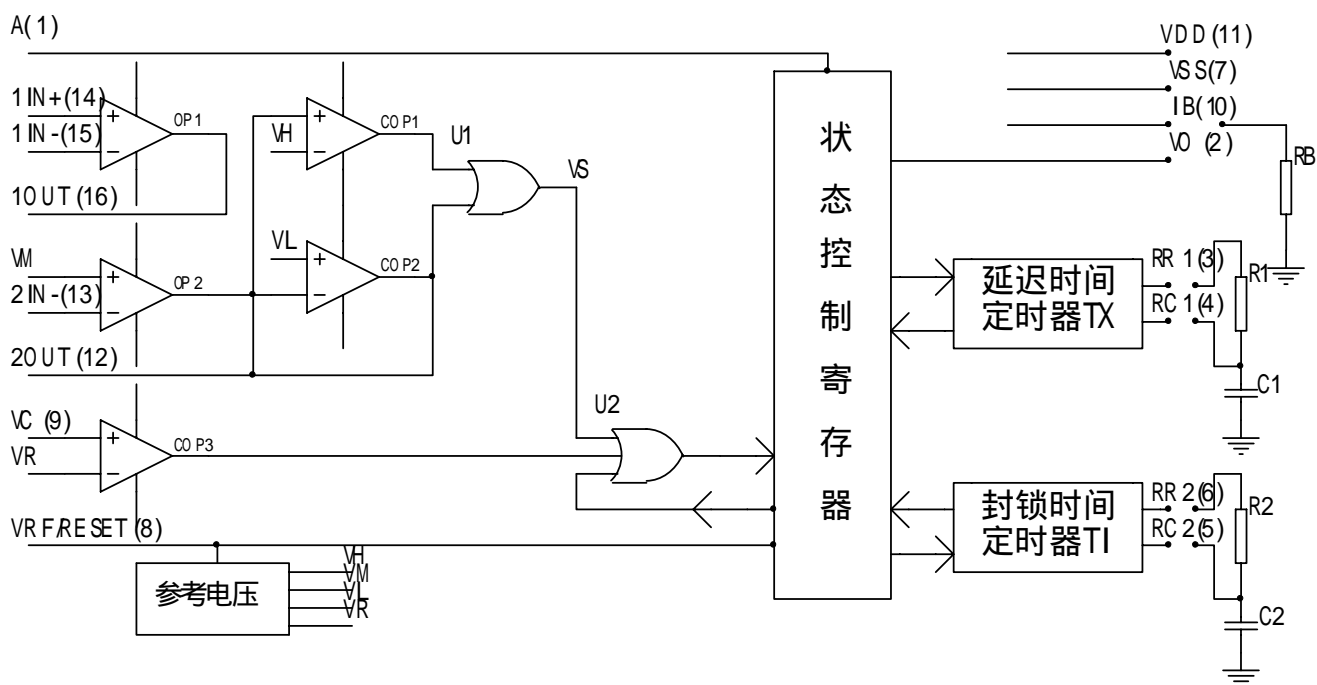 A(1)
1IN+(14)
1IN-(15)
OP1
1OUT(16)
VM
2IN-(13)
OP2
2OUT(12)
VH
COP1
VL
COP2
U1
VS
VC (9)
VR
COP3
U2
VRF/RESET(8)
参考电压
VH
VM
VL
VR
状态控制寄存器
VDD(11)
VSS(7)
IB(10)
VO (2)
RB
延迟时间
定时器TX
RR1(3)
RC1(4)
R1
C1
封锁时间
定时器TI
RR2(6)
RC2(5)
R2
C2